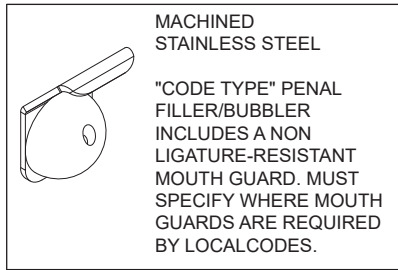 MACHINED
STAINLESS STEEL
"CODE TYPE" PENAL
FILLER/BUBBLER
INCLUDES A NON
LIGATURE-RESISTANT
MOUTH GUARD. MUST
SPECIFY WHERE MOUTH
GUARDS ARE REQUIRED
BY LOCALCODES.